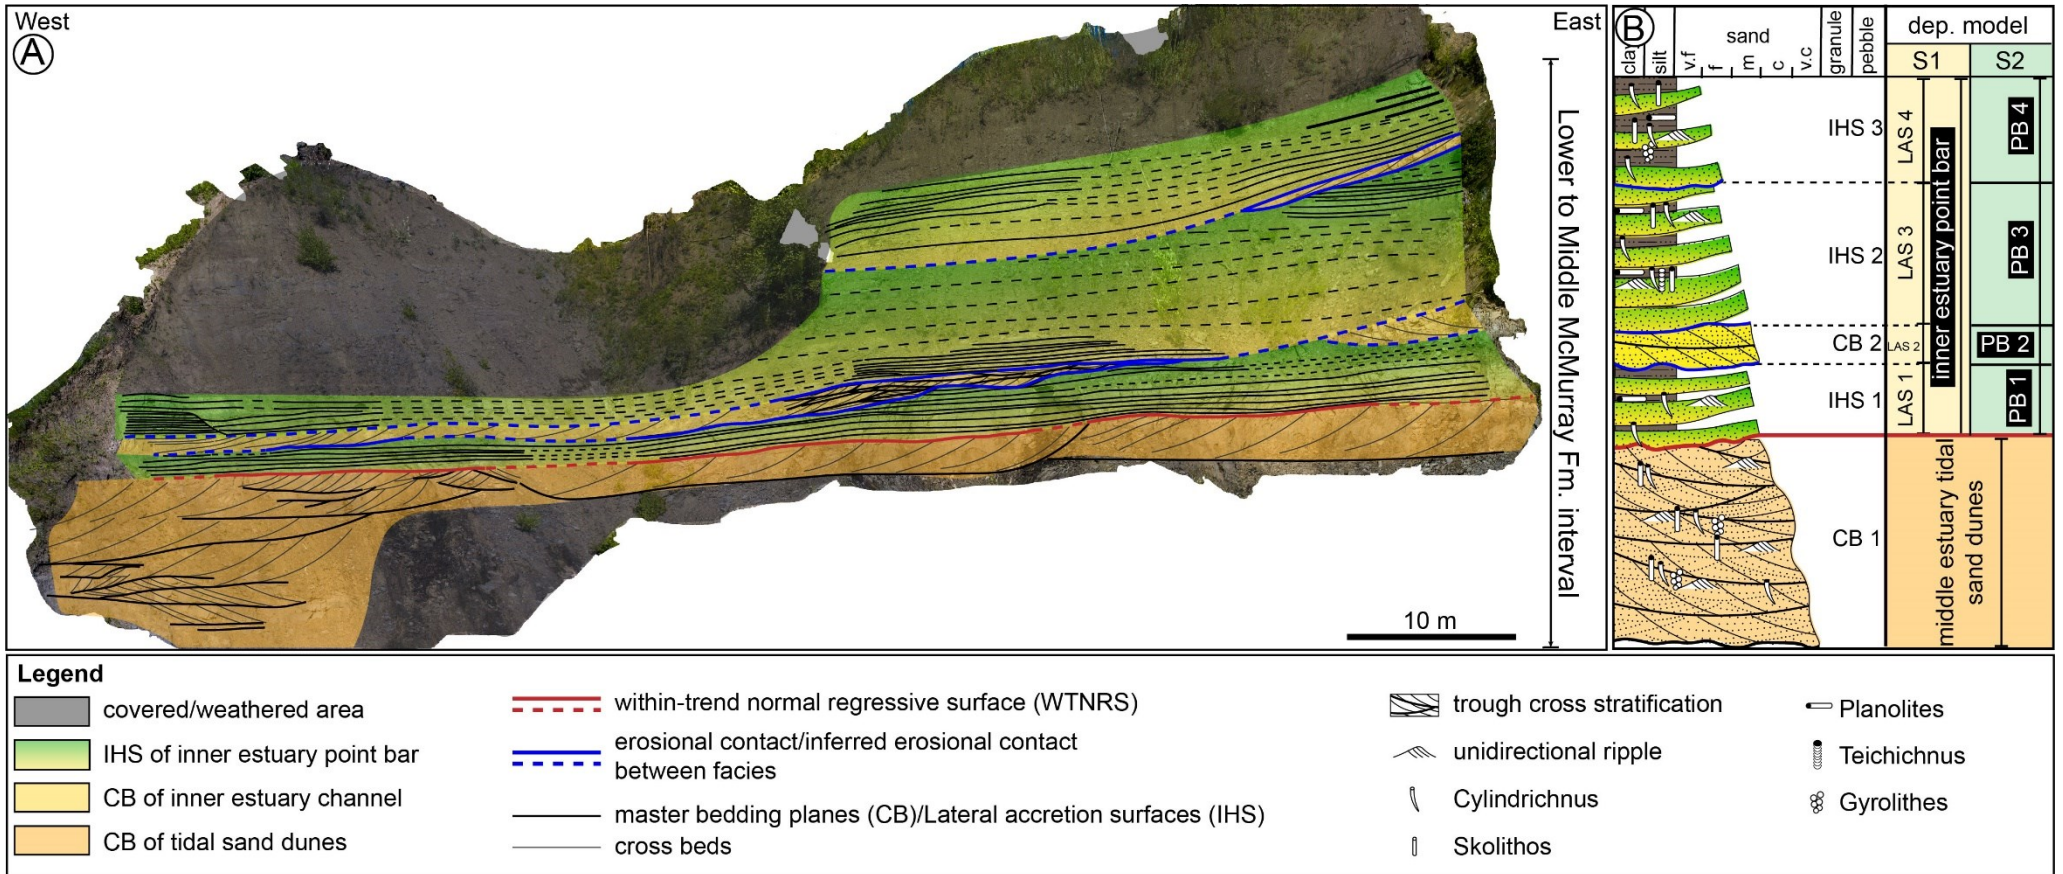 West
A
East
Lower to Middle McMurray Fm. interval
10 m
B
clay
silt
sand
v.f
f
m
c
v.c
granule
pebble
dep. model
S1
S2
IHS 3
LAS 4
PB 4
IHS 2
LAS 3
PB 3
inner estuary point bar
CB 2
LAS 2
PB 2
IHS 1
LAS 1
PB 1
CB 1
middle estuary tidal
sand dunes
Legend
covered/weathered area
IHS of inner estuary point bar
CB of inner estuary channel
CB of tidal sand dunes
within-trend normal regressive surface (WTNRS)
erosional contact/inferred erosional contact
between facies
master bedding planes (CB)/Lateral accretion surfaces (IHS)
cross beds
trough cross stratification
unidirectional ripple
Cylindrichnus
Skolithos
Planolites
Teichichnus
Gyrolithes